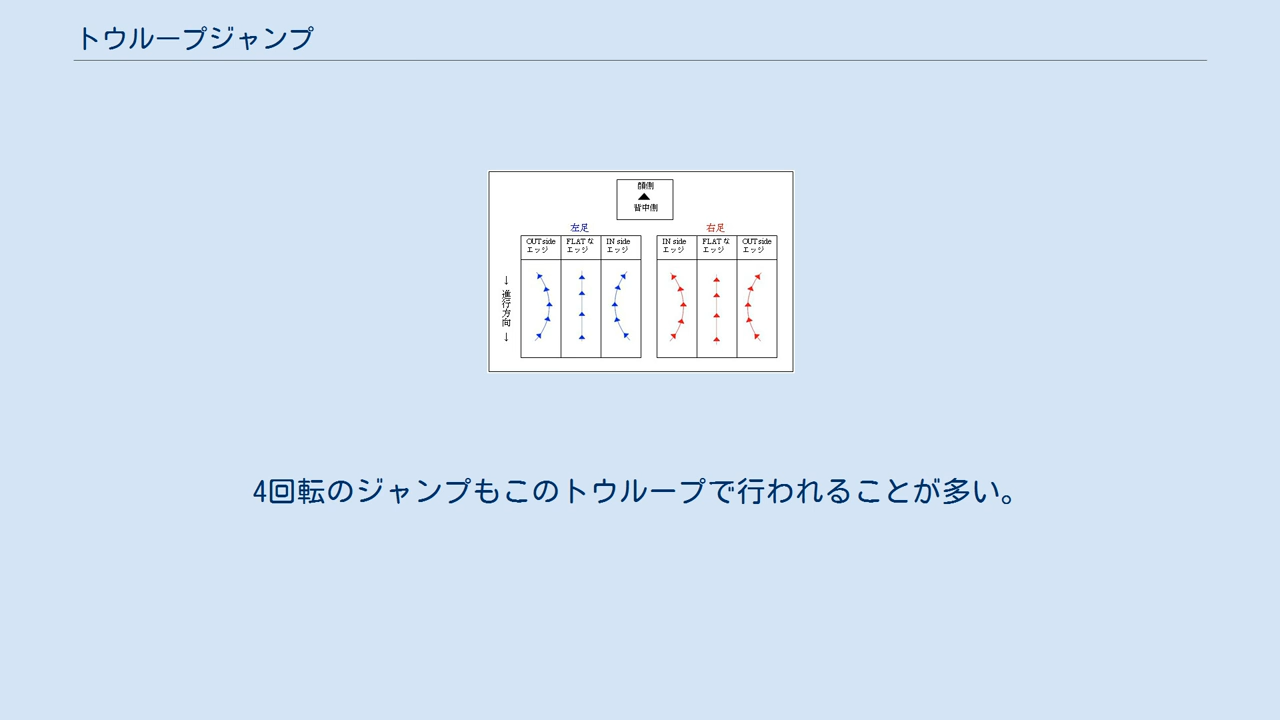 トウループジャンプ
顔側
背中側
左足
右足
OUTside エッジ
FLATな エッジ
IN side エッジ
IN side エッジ
FLATな エッジ
OUTside エッジ
↓ 進行方向 ↓
4回転のジャンプもこのトウループで行われることが多い。